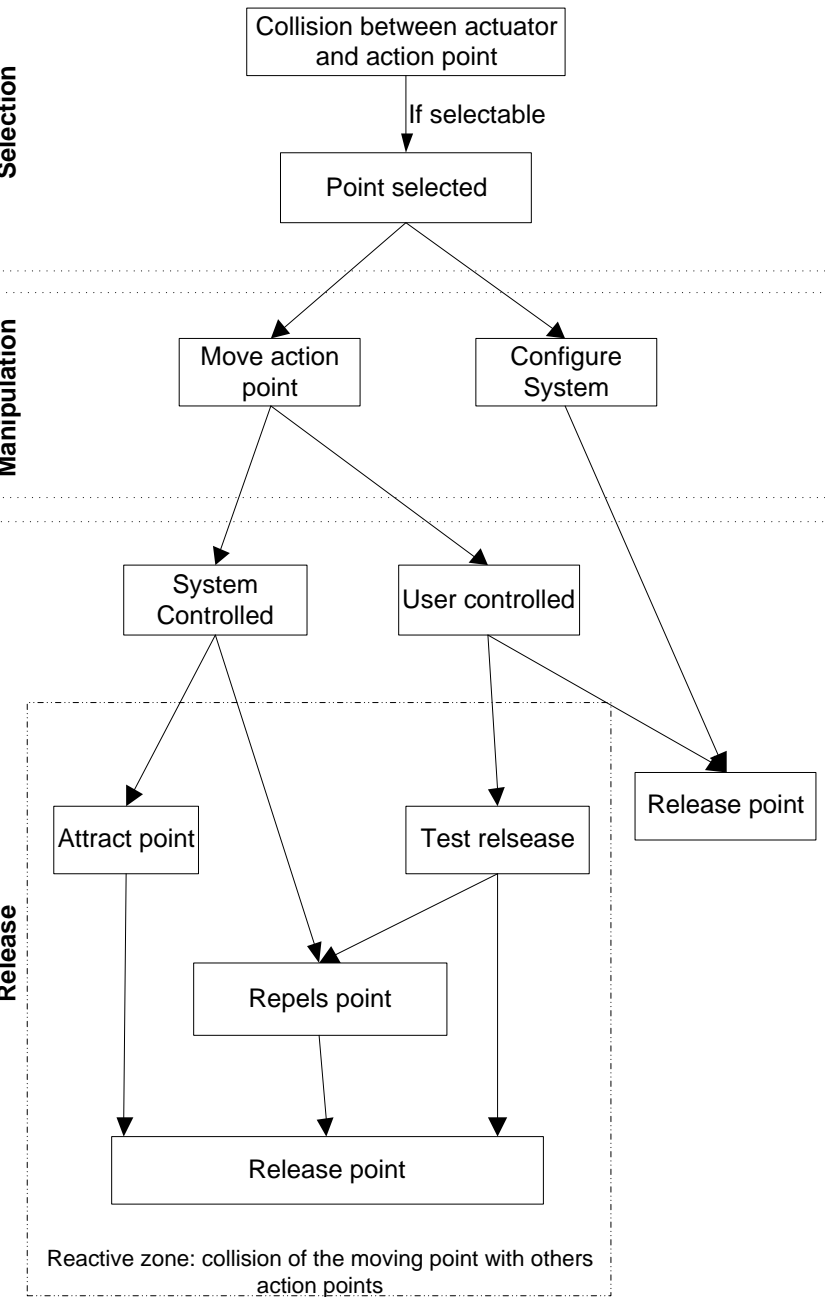 Collision between actuator
and action point
If selectable
Selection
Point selected
Manipulation
Move action
point
Configure
System
System
Controlled
User controlled
Release
Attract point
Test relsease
Release point
Repels point
Release point
Reactive zone: collision of the moving point with others
action points